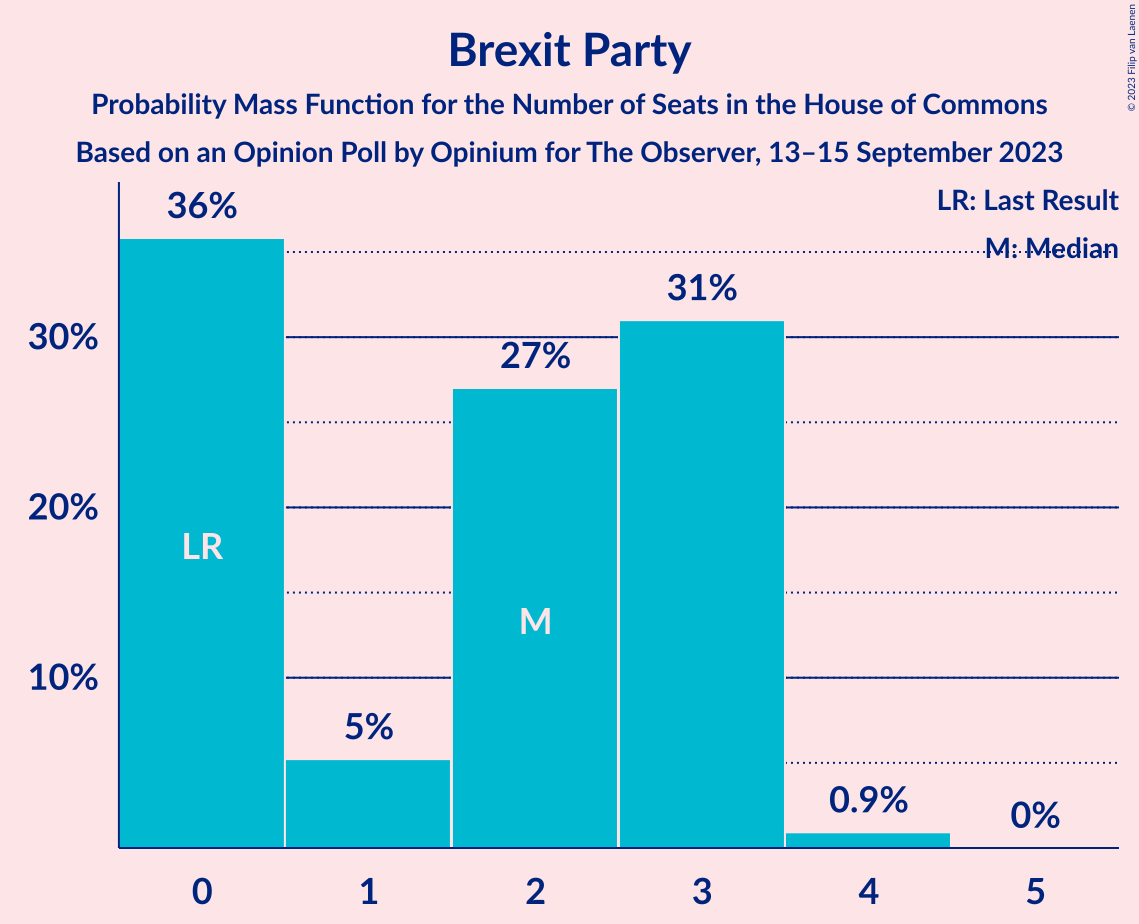 © 2023 Filip van Laenen
Brexit Party
Probability Mass Function for the Number of Seats in the House of Commons
Based on an Opinion Poll by Opinium for The Observer, 13–15 September 2023
LR: Last Result
M: Median
36%
31%
27%
5%
0.9%
0%
LR
M
30%
20%
10%
0 1 2 3 4 5